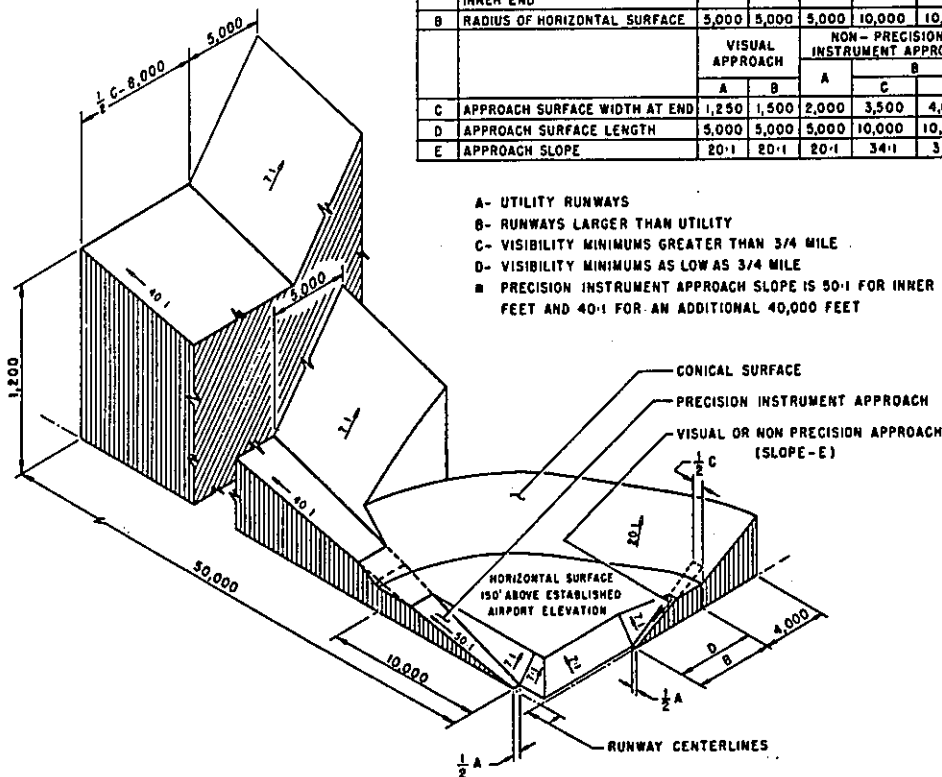 INNER END
B RADIUS OF HORIZONTAL SURFACE 5,000 5,000 5,000 10,000 10,
VISUAL APPROACH NON-PRECISION INSTRUMENT APPRO
A B A B
C
C APPROACH SURFACE WIDTH AT END 1,250 1,500 2,000 3,500 4,
D APPROACH SURFACE LENGTH 5,000 5,000 5,000 10,000 10,
E APPROACH SLOPE 20:1 20:1 20:1 34:1 3
A- UTILITY RUNWAYS
B- RUNWAYS LARGER THAN UTILITY
C- VISIBILITY MINIMUMS GREATER THAN 3/4 MILE
D- VISIBILITY MINIMUMS AS LOW AS 3/4 MILE
PRECISION INSTRUMENT APPROACH SLOPE IS 50:1 FOR INNER
FEET AND 40:1 FOR AN ADDITIONAL 40,000 FEET
5,000
1/2 C-8,000
7:1
40:1
5,000
1,200
7:1
40:1
CONICAL SURFACE
PRECISION INSTRUMENT APPROACH
VISUAL OR NON PRECISION APPROACH
(SLOPE-E)
1/2 C
20:1
HORIZONTAL SURFACE
150' ABOVE ESTABLISHED
AIRPORT ELEVATION
50,000
50:1
7:1
7:1
7:1
7:1
10,000
4,000
D
B
1/2 A
RUNWAY CENTERLINES
1/2 A